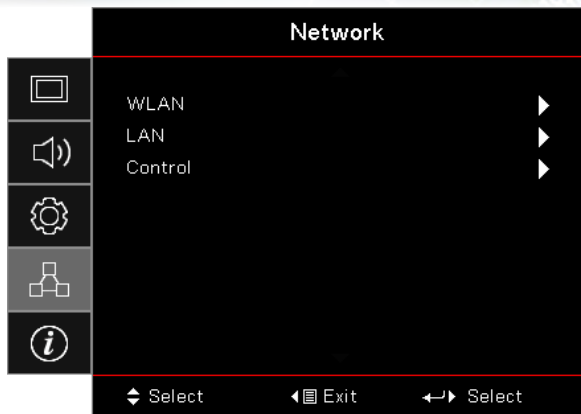 Network
WLAN
LAN
Control
Select Exit Select